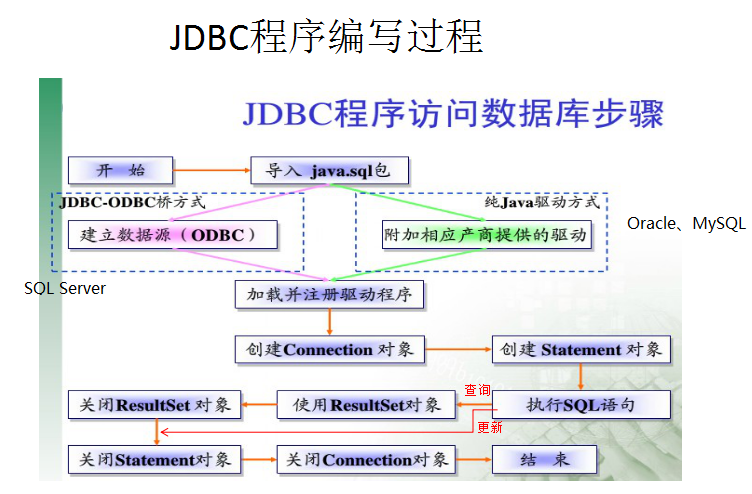 JDBC程序编写过程
JDBC程序访问数据库步骤
开 始
导入 java.sql包
JDBC-ODBC桥方式
纯Java驱动方式
建立数据源（ODBC）
附加相应产商提供的驱动
Oracle、MySQL
SQL Server
加载并注册驱动程序
创建Connection 对象
创建 Statement 对象
查询
关闭ResultSet 对象
使用ResultSet对象
执行SQL语句
更新
关闭Statement对象
关闭Connection对象
结 束